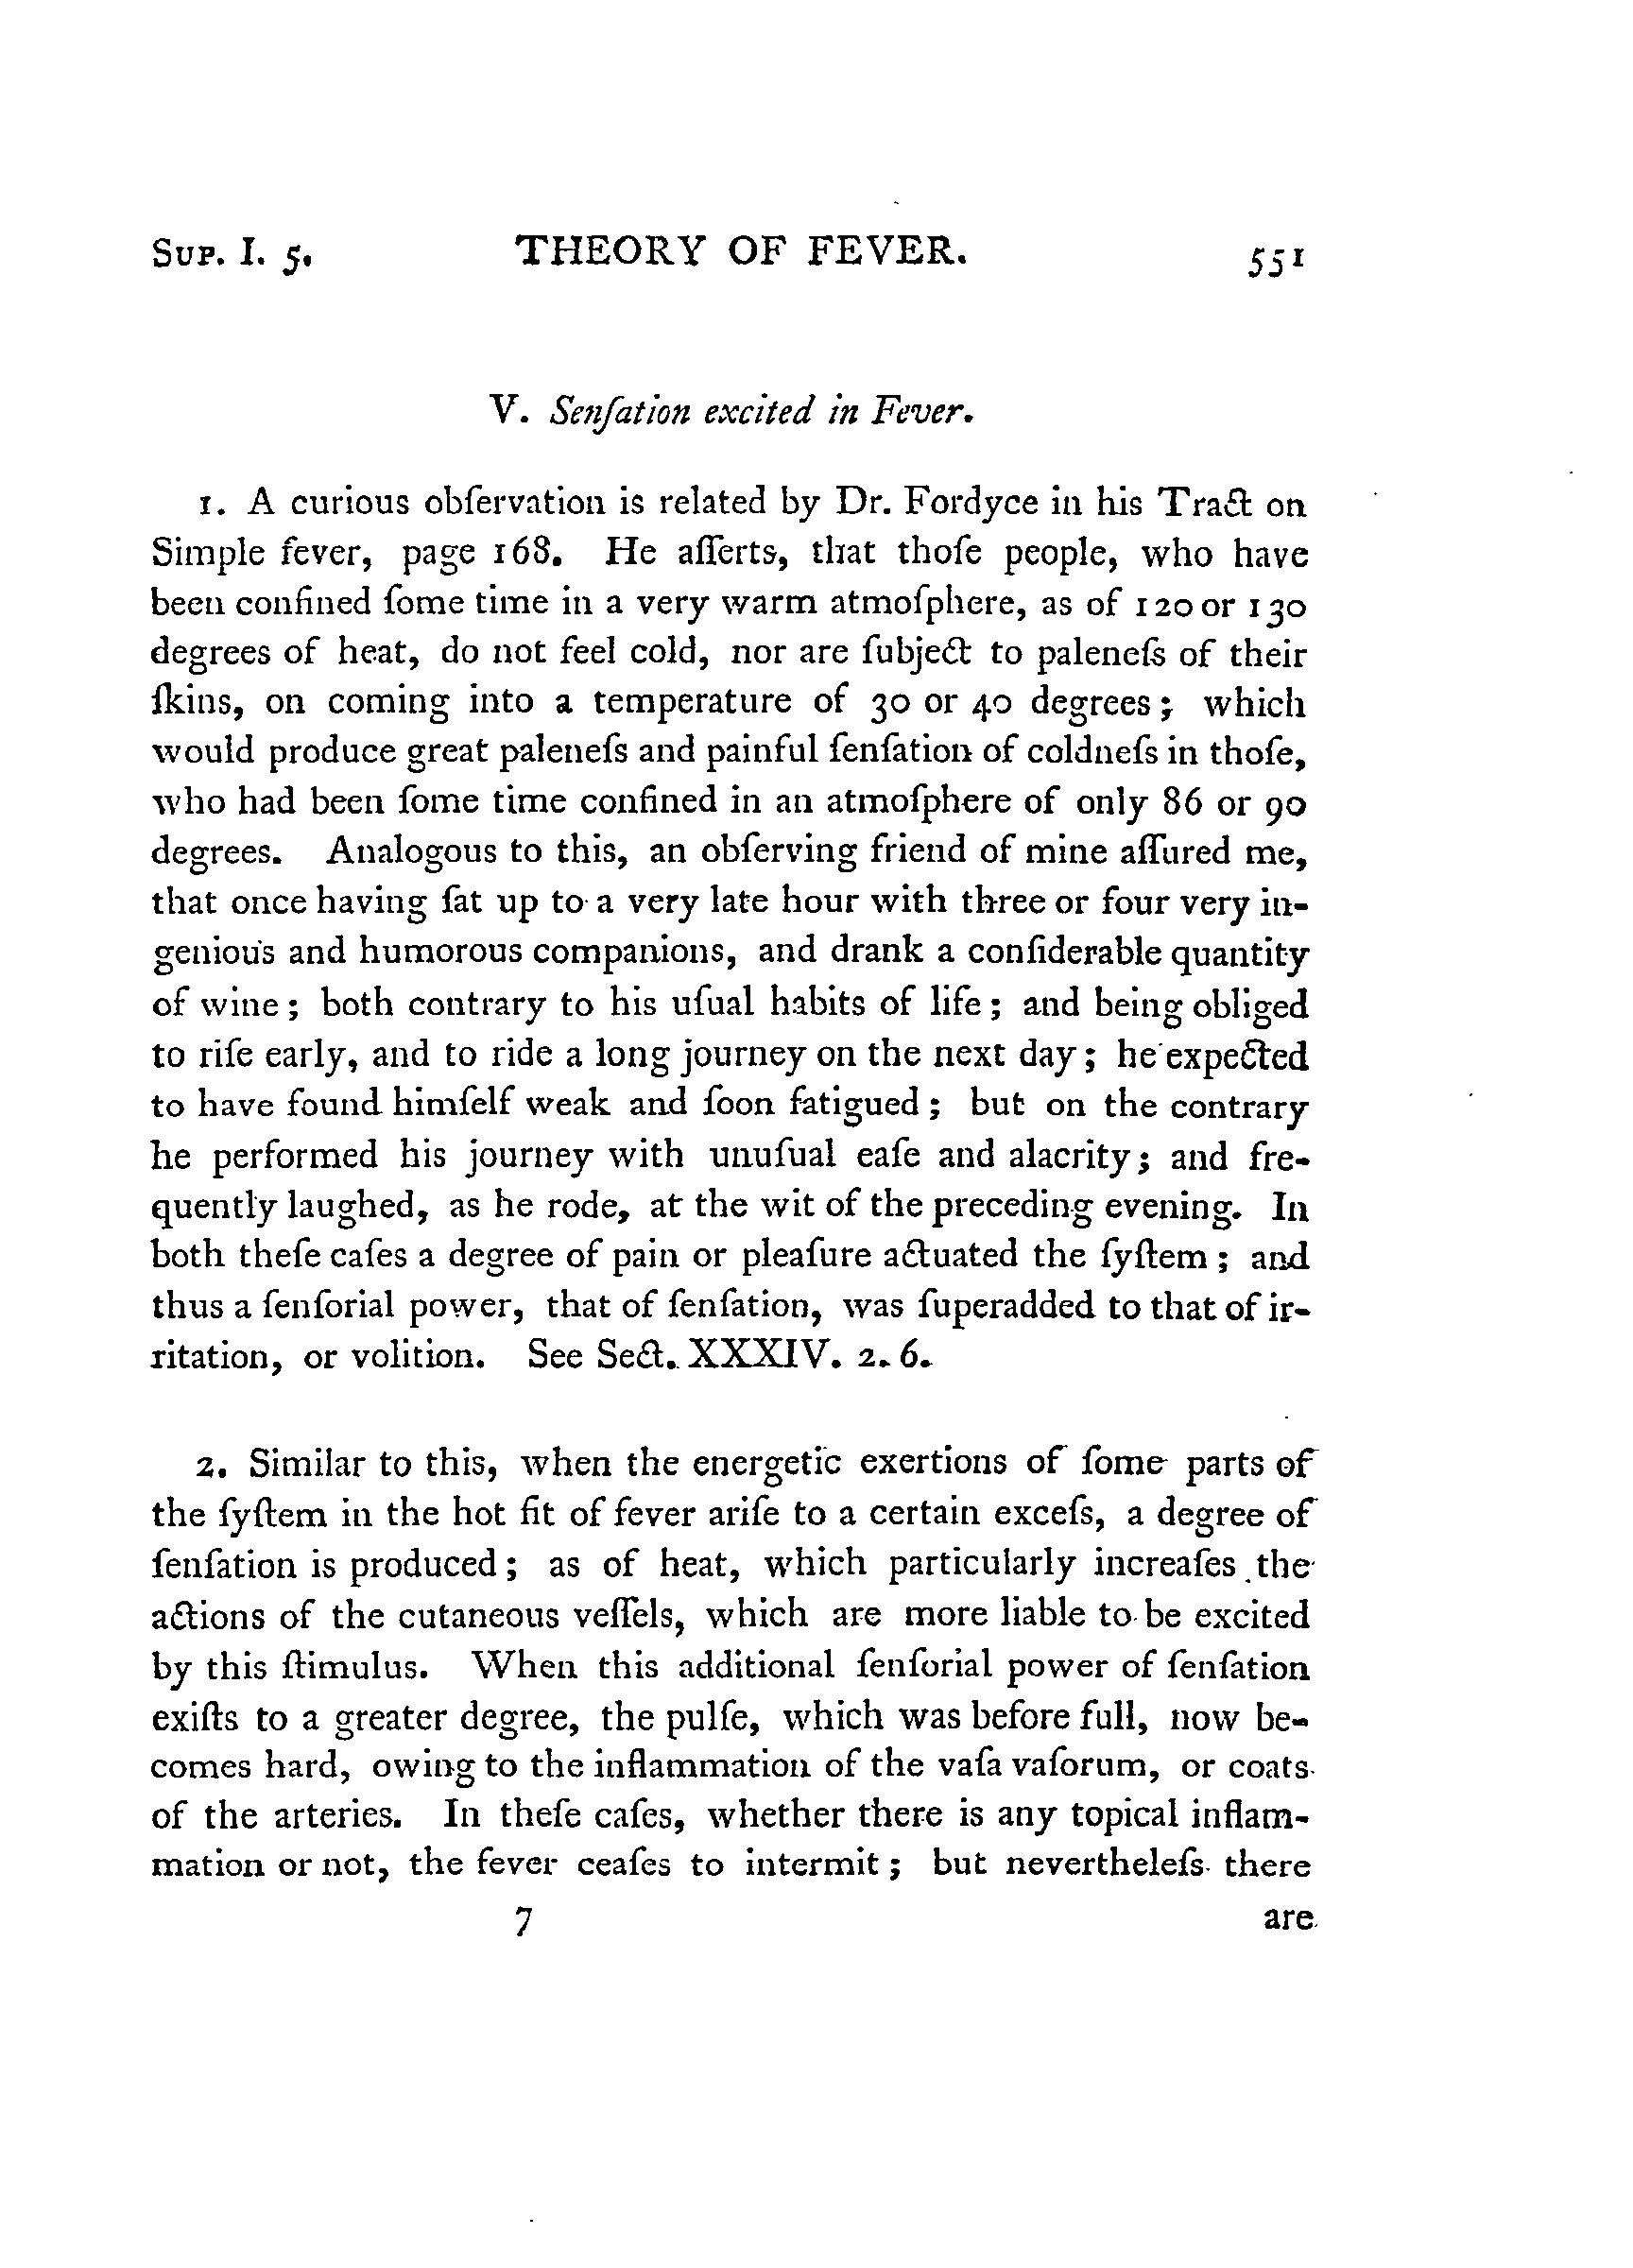 Sup. I. 5. THEORY OF FEVER. 551
V. Senſation excited in Fever.
1. A curious obſervation is related by Dr. Fordyce in his Tract on
Simple fever, page 168. He aſſerts, that thoſe people, who have
been confined ſome time in a very warm atmoſphere, as of 120 or 130
degrees of heat, do not feel cold, nor are ſubject to paleneſs of their
ſkins, on coming into a temperature of 30 or 40 degrees; which
would produce great paleneſs and painful ſenſation of coldneſs in thoſe,
who had been ſome time confined in an atmoſphere of only 86 or 90
degrees. Analogous to this, an obſerving friend of mine aſſured me,
that once having ſat up to a very late hour with three or four very in-
genious and humorous companions, and drank a conſiderable quantity
of wine; both contrary to his uſual habits of life; and being obliged
to riſe early, and to ride a long journey on the next day; he expected
to have found himſelf weak and ſoon fatigued; but on the contrary
he performed his journey with unuſual eaſe and alacrity; and fre-
quently laughed, as he rode, at the wit of the preceding evening. In
both theſe caſes a degree of pain or pleaſure actuated the ſyſtem; and
thus a ſenſorial power, that of ſenſation, was ſuperadded to that of ir-
ritation, or volition. See Sect. XXXIV. 2. 6.
2. Similar to this, when the energetic exertions of ſome parts of
the ſyſtem in the hot fit of fever ariſe to a certain exceſs, a degree of
ſenſation is produced; as of heat, which particularly increaſes the
actions of the cutaneous veſſels, which are more liable to be excited
by this ſtimulus. When this additional ſenſorial power of ſenſation
exiſts to a greater degree, the pulſe, which was before full, now be-
comes hard, owing to the inflammation of the vaſa vaſorum, or coats
of the arteries. In theſe caſes, whether there is any topical inflam-
mation or not, the fever ceaſes to intermit; but nevertheleſs there
7 are